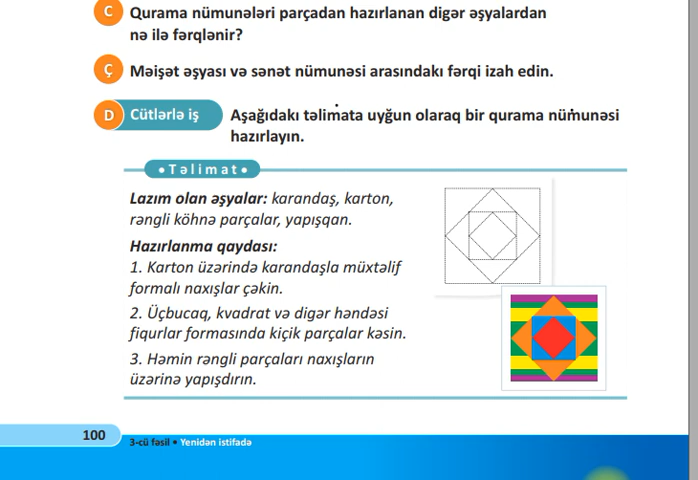 C Qurama nümunələri parçadan hazırlanan digər əşyalardan
nə ilə fərqlənir?
Ç Məişət əşyası və sənət nümunəsi arasındakı fərqi izah edin.
D Cütlərlə iş Aşağıdakı təlimata uyğun olaraq bir qurama nümunəsi
hazırlayın.
• Təlimat •
Lazım olan əşyalar: karandaş, karton,
rəngli köhnə parçalar, yapışqan.
Hazırlanma qaydası:
1. Karton üzərində karandaşla müxtəlif
formalı naxışlar çəkin.
2. Üçbucaq, kvadrat və digər həndəsi
fiqurlar formasında kiçik parçalar kəsin.
3. Həmin rəngli parçaları naxışların
üzərinə yapışdırın.
100
3-cü fəsil • Yenidən istifadə